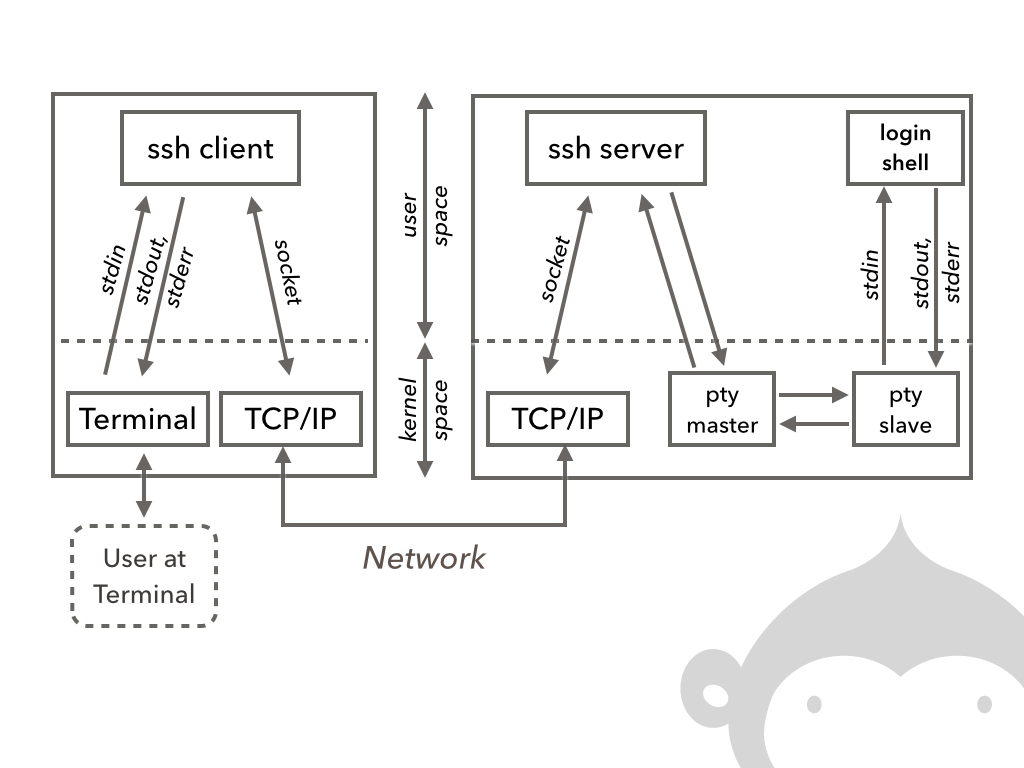 ssh client
stdin
stdout,
stderr
socket
Terminal
TCP/IP
User at
Terminal
user
space
kernel
space
Network
ssh server
login
shell
socket
stdin
stdout,
stderr
TCP/IP
pty
master
pty
slave